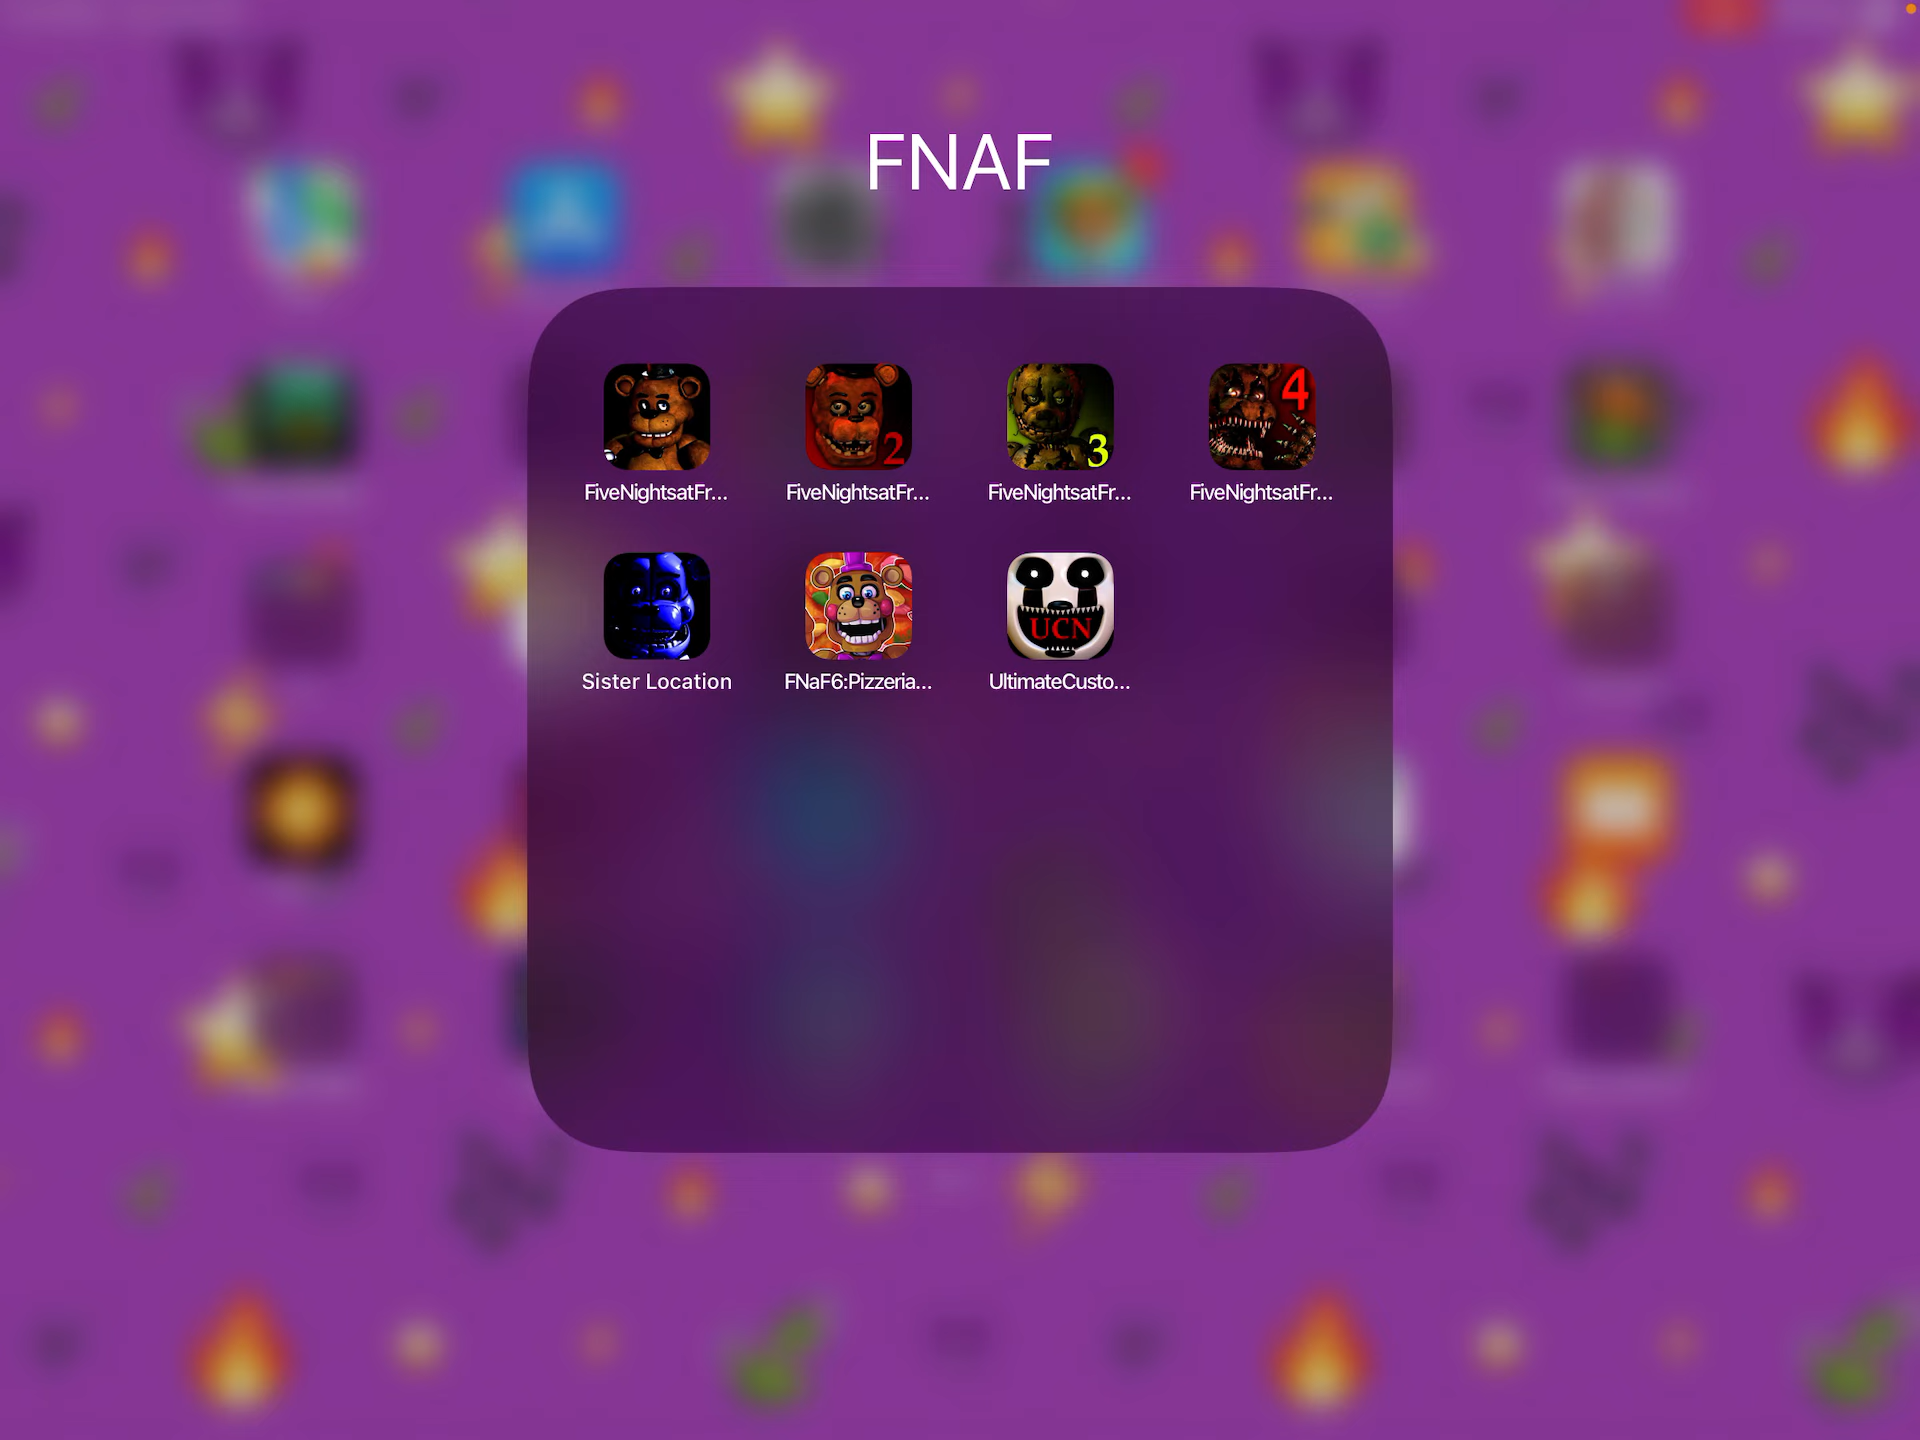 FNAF
2
3
4
FiveNightsatFr...
FiveNightsatFr...
FiveNightsatFr...
FiveNightsatFr...
UCN
Sister Location
FNaF6:Pizzeria...
UltimateCusto...